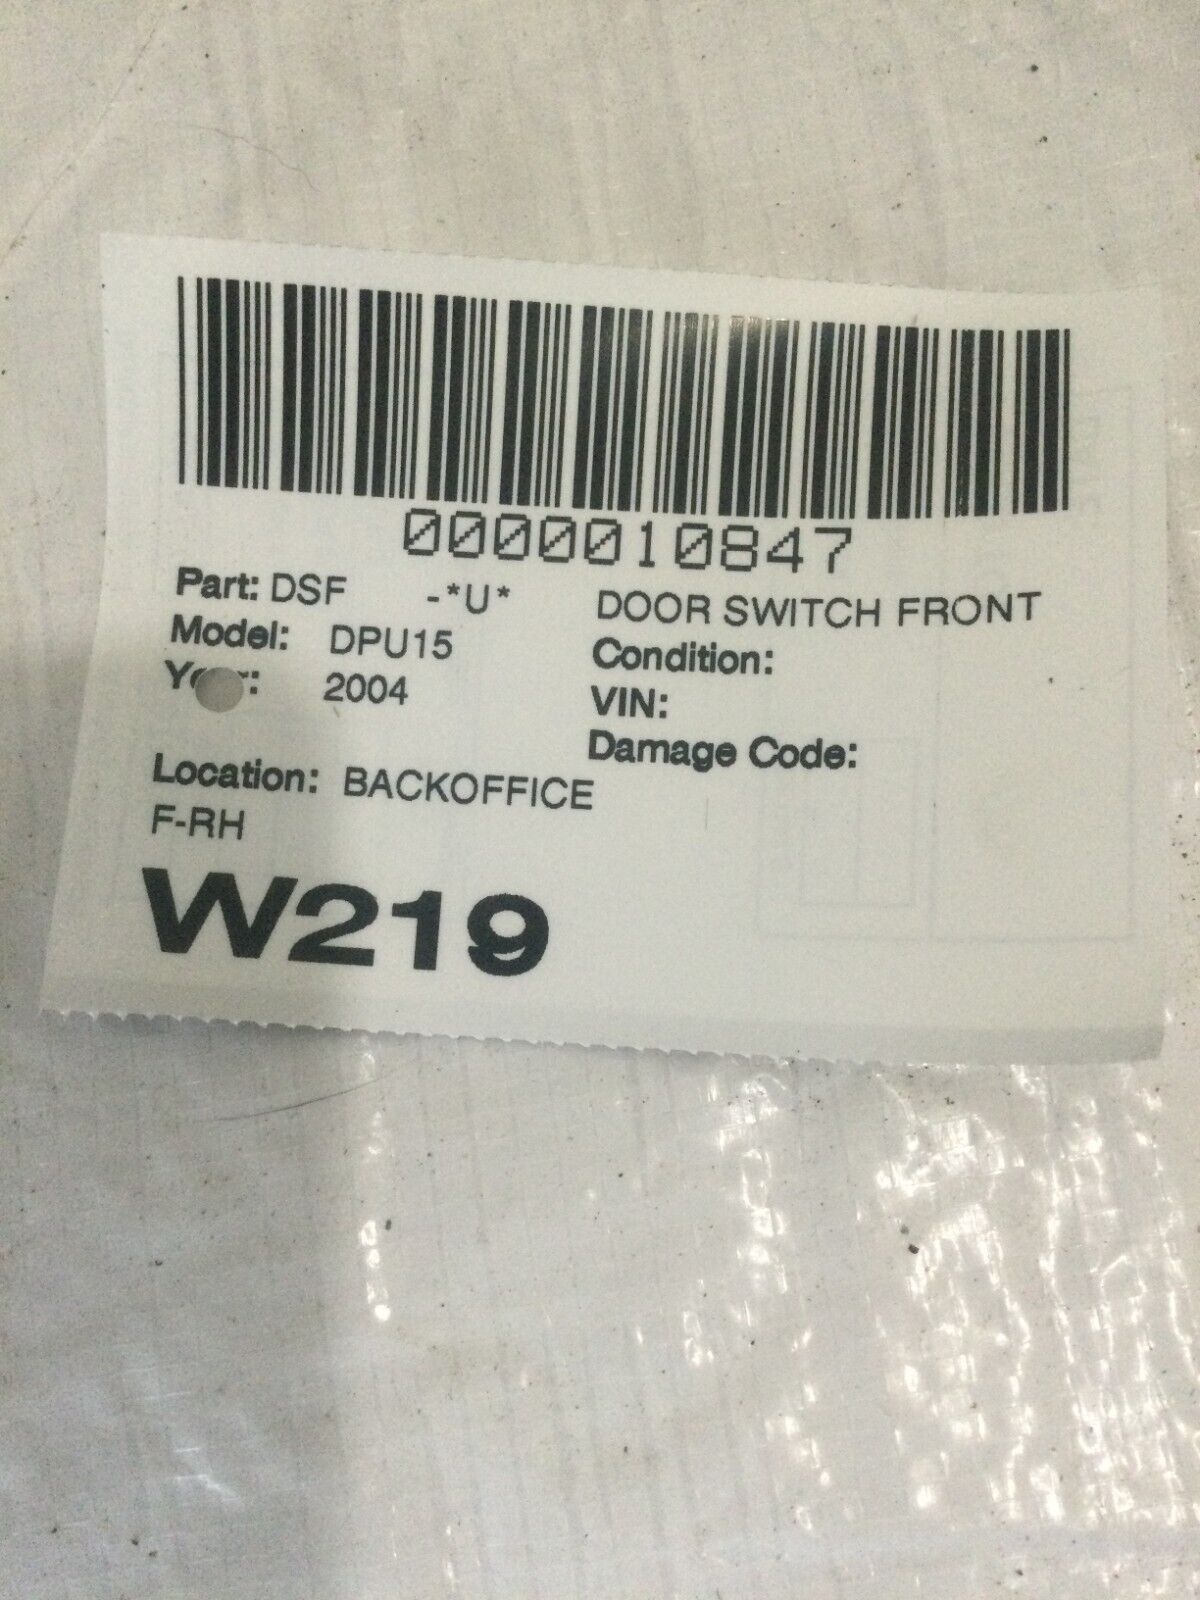 0000010847
Part: DSF -*U* DOOR SWITCH FRONT
Model: DPU15 Condition:
2004 VIN:
Damage Code:
Location: BACKOFFICE
F-RH
W219